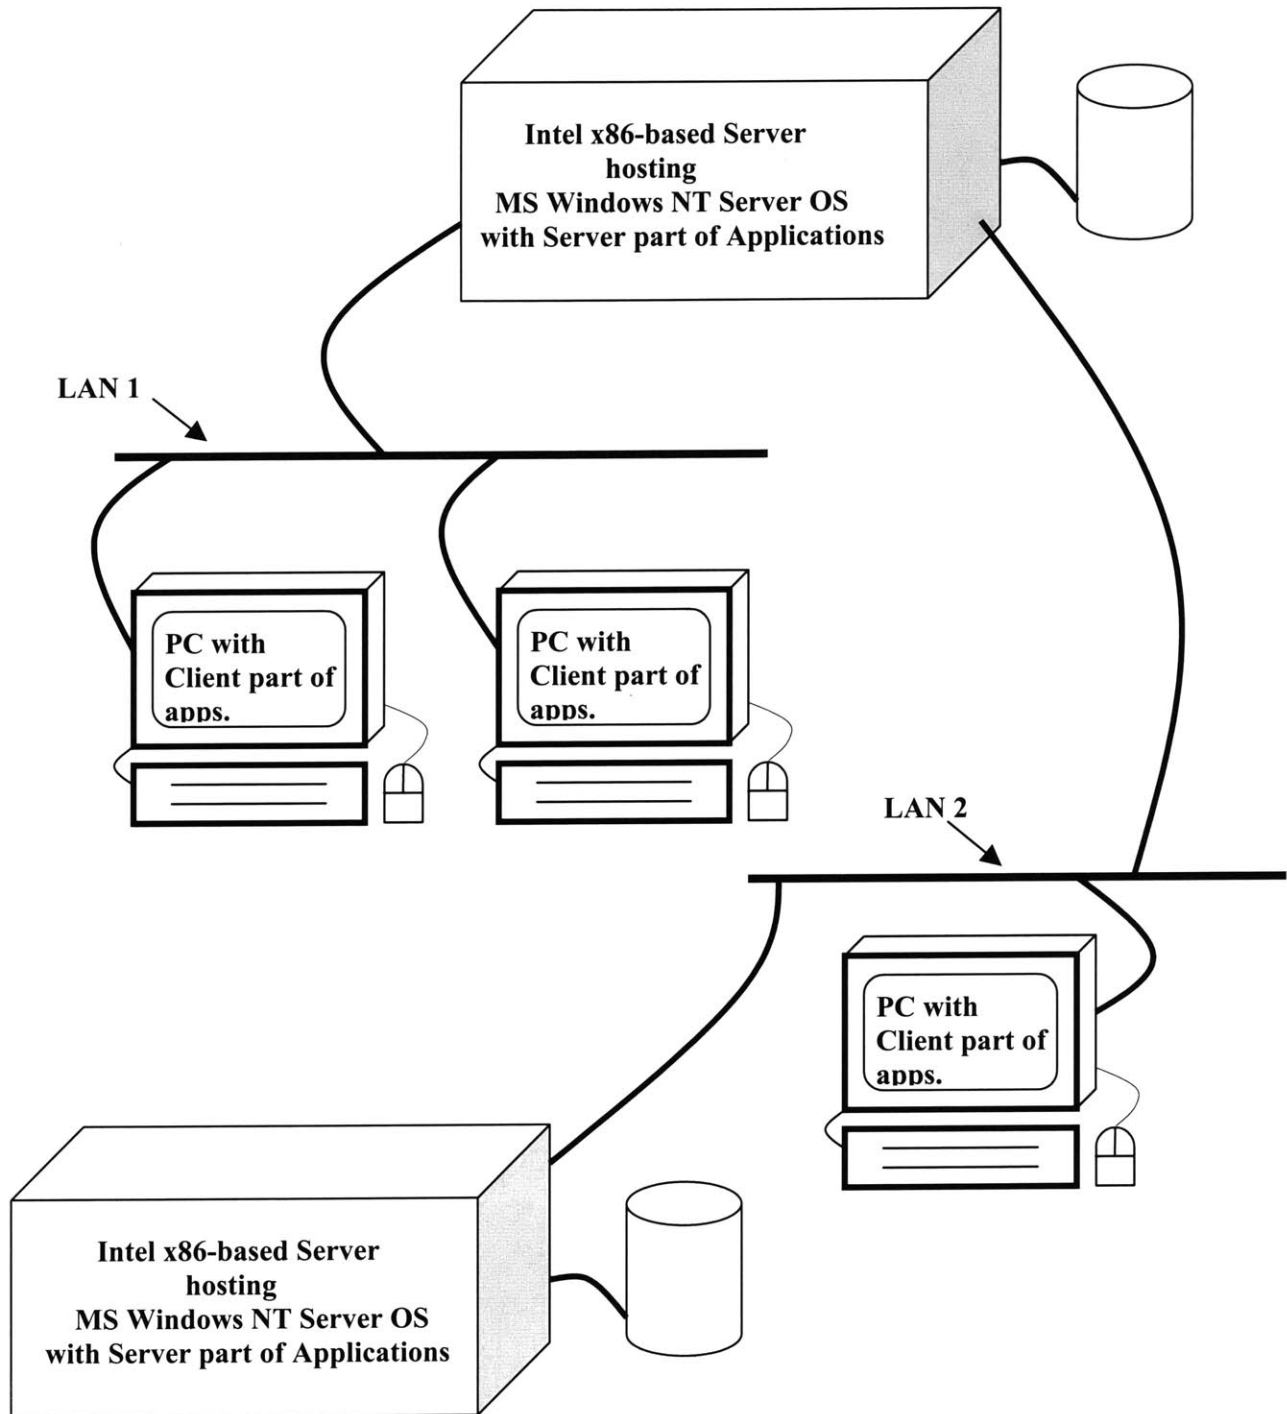 Intel x86-based Server
hosting
MS Windows NT Server OS
with Server part of Applications
LAN 1
PC with
Client part of
apps.
PC with
Client part of
apps.
LAN 2
PC with
Client part of
apps.
Intel x86-based Server
hosting
MS Windows NT Server OS
with Server part of Applications